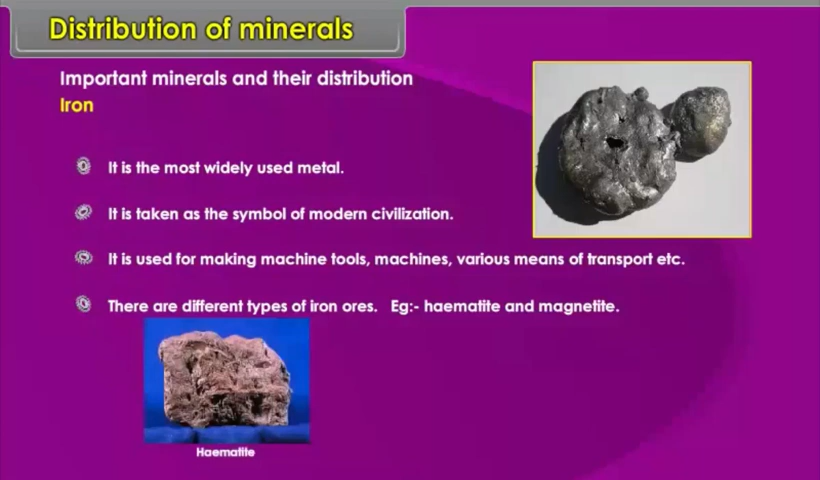 Distribution of minerals
Important minerals and their distribution
Iron
It is the most widely used metal.
It is taken as the symbol of modern civilization.
It is used for making machine tools, machines, various means of transport etc.
There are different types of iron ores. Eg:- haematite and magnetite.
Haematite